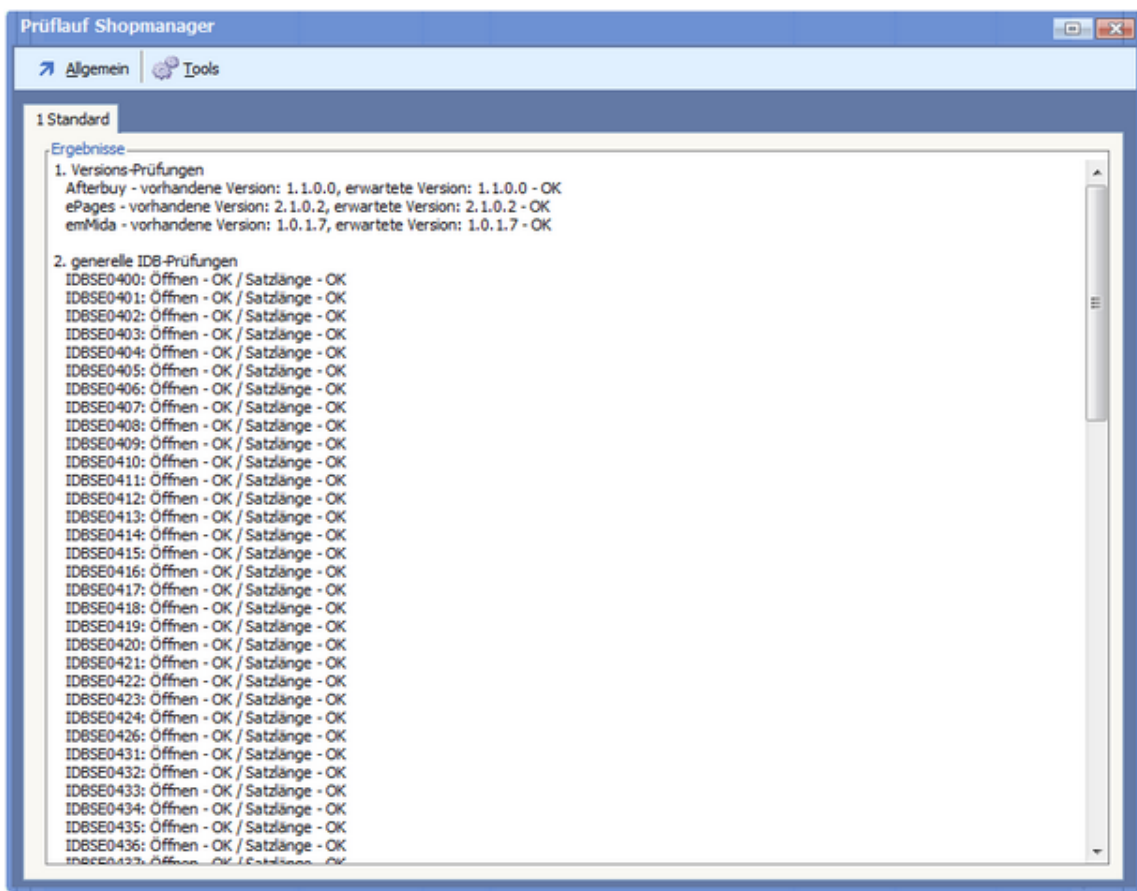 Prüflauf Shopmanager
Allgemein Tools
1 Standard
Ergebnisse
1. Versions-Prüfungen
Afterbuy - vorhandene Version: 1.1.0.0, erwartete Version: 1.1.0.0 - OK
ePages - vorhandene Version: 2.1.0.2, erwartete Version: 2.1.0.2 - OK
emMida - vorhandene Version: 1.0.1.7, erwartete Version: 1.0.1.7 - OK
2. generelle IDB-Prüfungen
IDBSE0400: Öffnen - OK / Satzlänge - OK
IDBSE0401: Öffnen - OK / Satzlänge - OK
IDBSE0402: Öffnen - OK / Satzlänge - OK
IDBSE0403: Öffnen - OK / Satzlänge - OK
IDBSE0404: Öffnen - OK / Satzlänge - OK
IDBSE0405: Öffnen - OK / Satzlänge - OK
IDBSE0406: Öffnen - OK / Satzlänge - OK
IDBSE0407: Öffnen - OK / Satzlänge - OK
IDBSE0408: Öffnen - OK / Satzlänge - OK
IDBSE0409: Öffnen - OK / Satzlänge - OK
IDBSE0410: Öffnen - OK / Satzlänge - OK
IDBSE0411: Öffnen - OK / Satzlänge - OK
IDBSE0412: Öffnen - OK / Satzlänge - OK
IDBSE0413: Öffnen - OK / Satzlänge - OK
IDBSE0414: Öffnen - OK / Satzlänge - OK
IDBSE0415: Öffnen - OK / Satzlänge - OK
IDBSE0416: Öffnen - OK / Satzlänge - OK
IDBSE0417: Öffnen - OK / Satzlänge - OK
IDBSE0418: Öffnen - OK / Satzlänge - OK
IDBSE0419: Öffnen - OK / Satzlänge - OK
IDBSE0420: Öffnen - OK / Satzlänge - OK
IDBSE0421: Öffnen - OK / Satzlänge - OK
IDBSE0422: Öffnen - OK / Satzlänge - OK
IDBSE0423: Öffnen - OK / Satzlänge - OK
IDBSE0424: Öffnen - OK / Satzlänge - OK
IDBSE0426: Öffnen - OK / Satzlänge - OK
IDBSE0431: Öffnen - OK / Satzlänge - OK
IDBSE0432: Öffnen - OK / Satzlänge - OK
IDBSE0433: Öffnen - OK / Satzlänge - OK
IDBSE0434: Öffnen - OK / Satzlänge - OK
IDBSE0435: Öffnen - OK / Satzlänge - OK
IDBSE0436: Öffnen - OK / Satzlänge - OK
IDBSE0437: Öffnen - OK / Satzlänge - OK